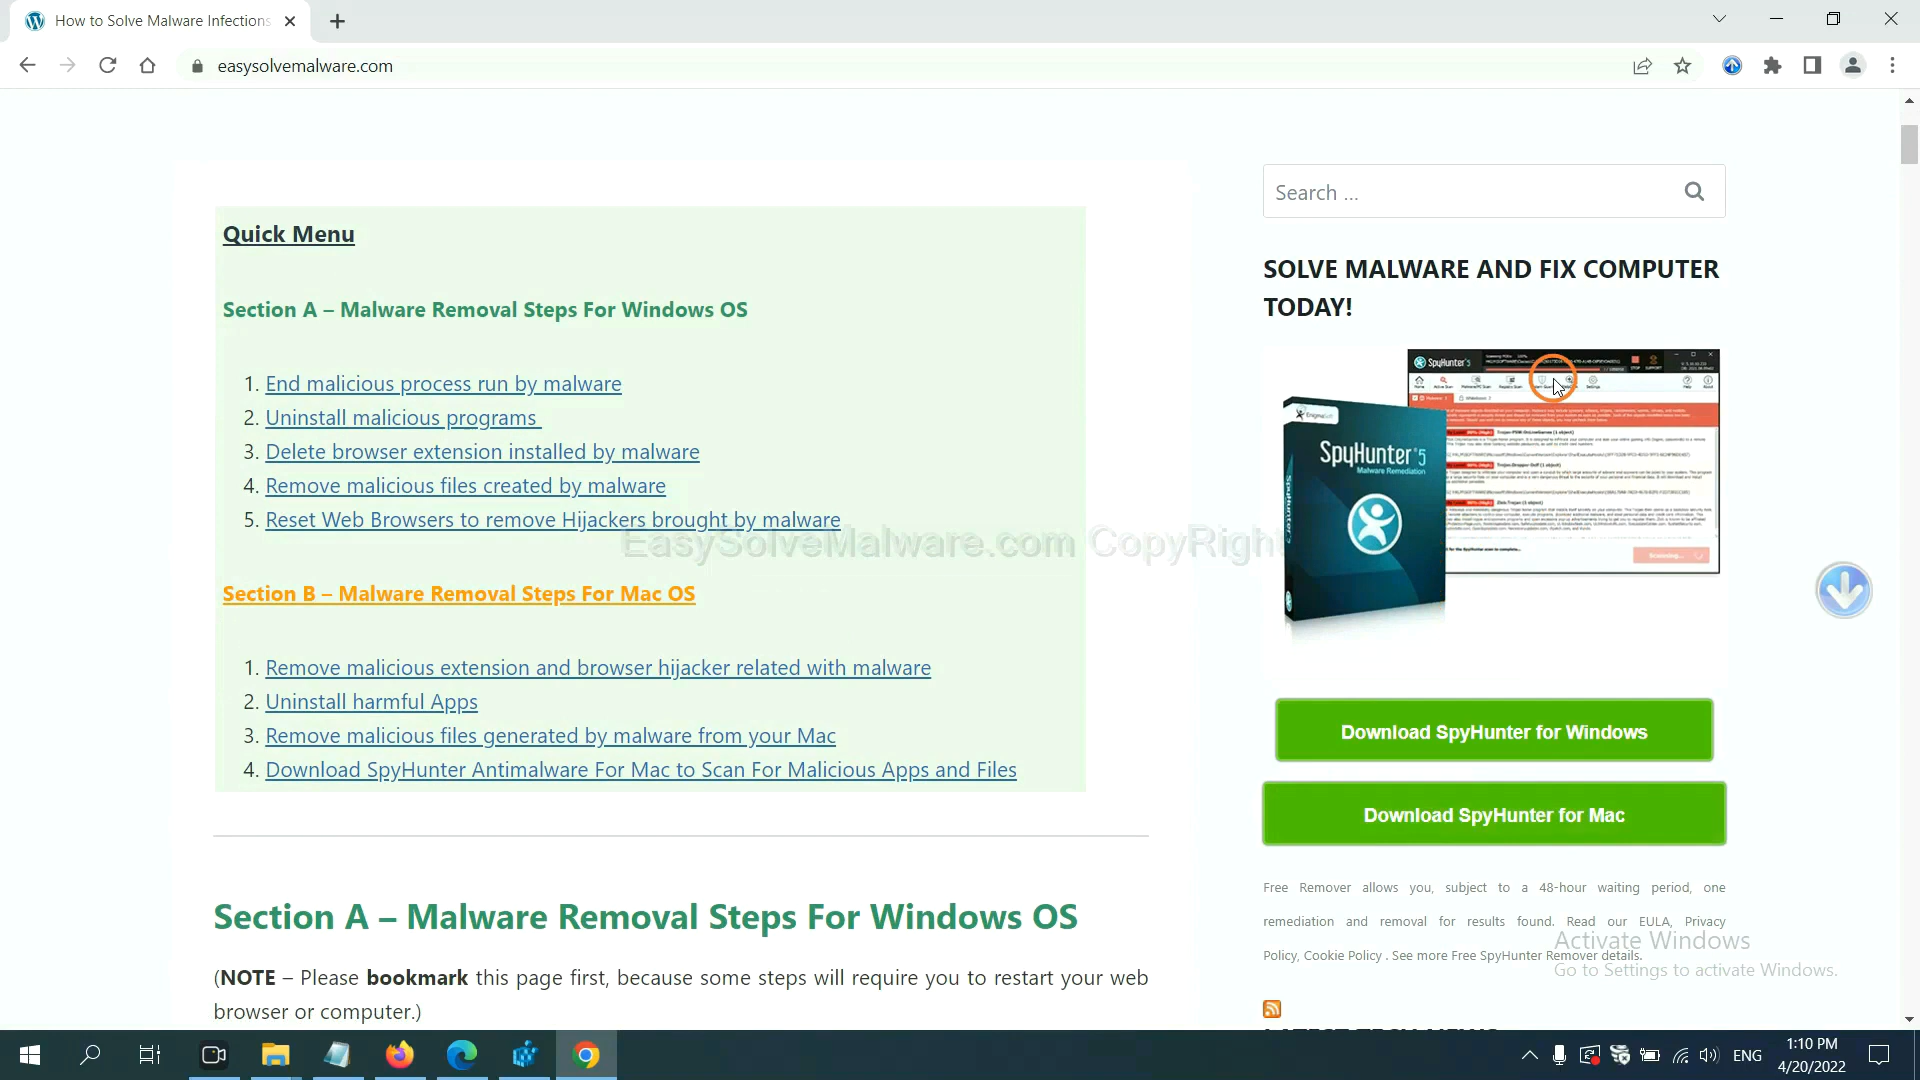 How to Solve Malware Infections
easysolvemalware.com
Quick Menu
Section A – Malware Removal Steps For Windows OS
1. End malicious process run by malware
2. Uninstall malicious programs
3. Delete browser extension installed by malware
4. Remove malicious files created by malware
5. Reset Web Browsers to remove Hijackers brought by malware
EasySolveMalware.com CopyRight
Section B – Malware Removal Steps For Mac OS
1. Remove malicious extension and browser hijacker related with malware
2. Uninstall harmful Apps
3. Remove malicious files generated by malware from your Mac
4. Download SpyHunter Antimalware For Mac to Scan For Malicious Apps and Files
Section A – Malware Removal Steps For Windows OS
(NOTE – Please bookmark this page first, because some steps will require you to restart your web
browser or computer.)
Search ...
SOLVE MALWARE AND FIX COMPUTER
TODAY!
SpyHunter 5
EnigmaSoft
SpyHunter 5
Malware Remediation
SpyHunter 5
Scanning...
Download SpyHunter for Windows
Download SpyHunter for Mac
Free Remover allows you, subject to a 48-hour waiting period, one
remediation and removal for results found. Read our EULA, Privacy
Policy, Cookie Policy . See more Free SpyHunter Remover details.
Activate Windows
Go to Settings to activate Windows.
LATEST TECH NEWS
ENG
1:10 PM
4/20/2022